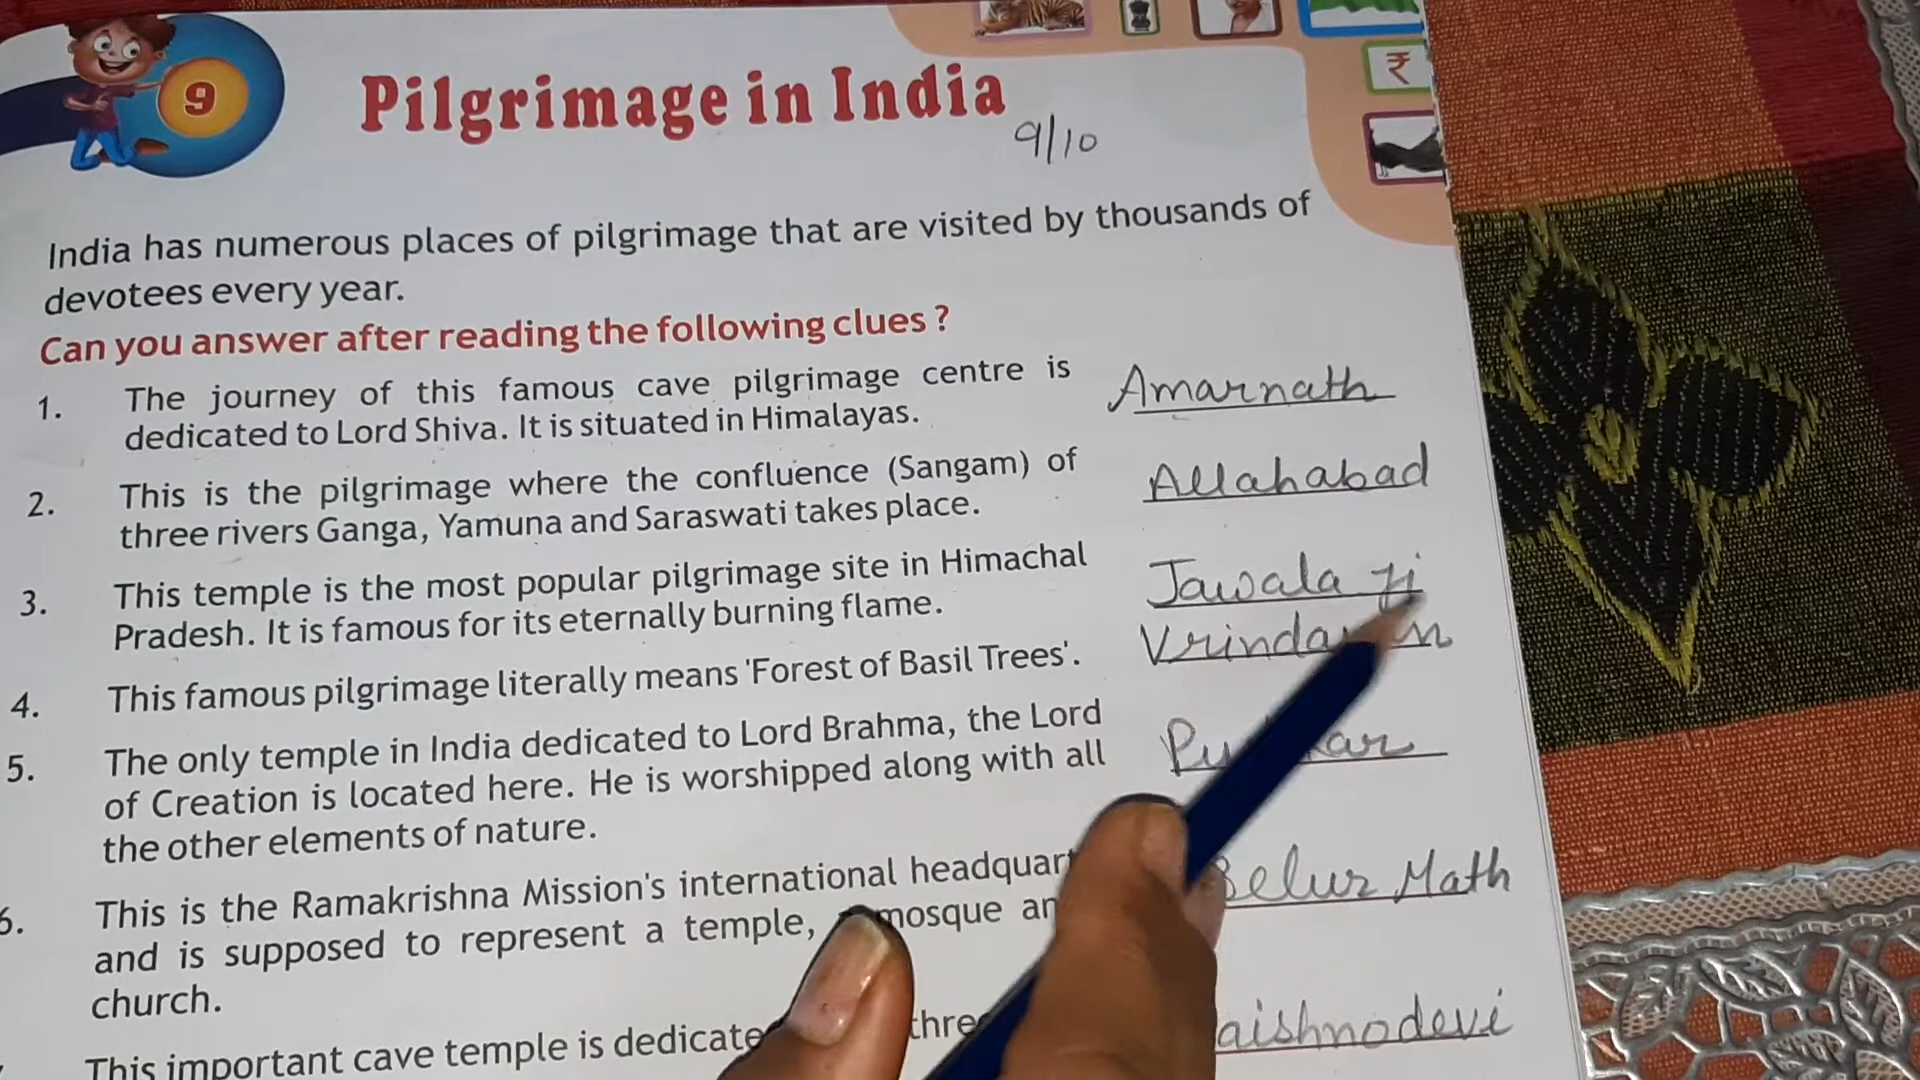 9
Pilgrimage in India
9/10
₹
India has numerous places of pilgrimage that are visited by thousands of
devotees every year.
Can you answer after reading the following clues ?
1. The journey of this famous cave pilgrimage centre is Amarnath
dedicated to Lord Shiva. It is situated in Himalayas.
2. This is the pilgrimage where the confluence (Sangam) of Allahabad
three rivers Ganga, Yamuna and Saraswati takes place.
3. This temple is the most popular pilgrimage site in Himachal Jawala ji
Pradesh. It is famous for its eternally burning flame.
4. This famous pilgrimage literally means 'Forest of Basil Trees'.
5. The only temple in India dedicated to Lord Brahma, the Lord
of Creation is located here. He is worshipped along with all
the other elements of nature.
6. This is the Ramakrishna Mission's international Belur Math
and is supposed to represent a temple, mosque
church.
This important cave temple is